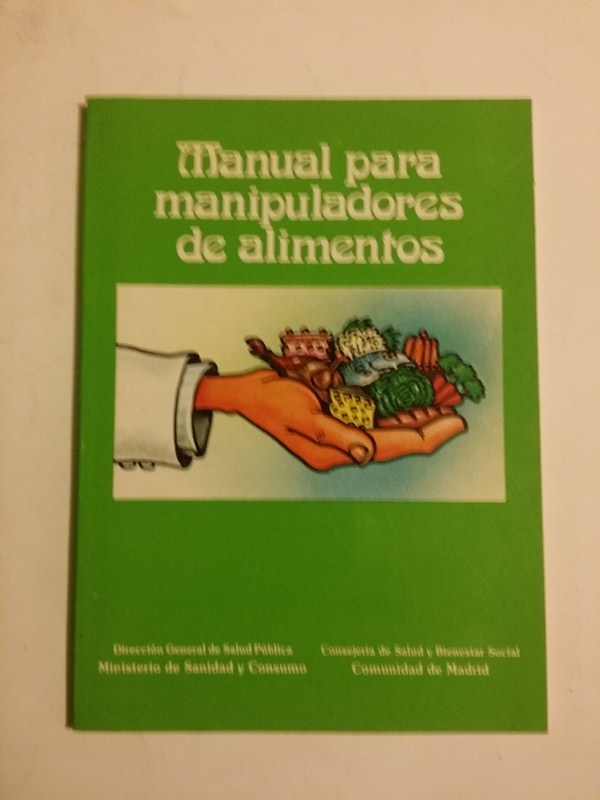 Manual para
manipuladores
de alimentos
Dirección General de Salud Pública
Ministerio de Sanidad y Consumo
Consejería de Salud y Bienestar Social
Comunidad de Madrid